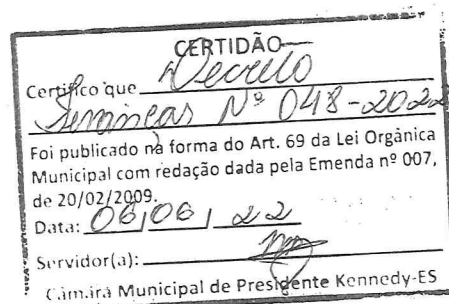 CERTIDÃO
Certifico que Decreto
Finanças Nº 048-2022
Foi publicado na forma do Art. 69 da Lei Orgânica
Municipal com redação dada pela Emenda nº 007,
de 20/02/2009.
Data: 06/06/22
Servidor(a):
Câmara Municipal de Presidente Kennedy-ES